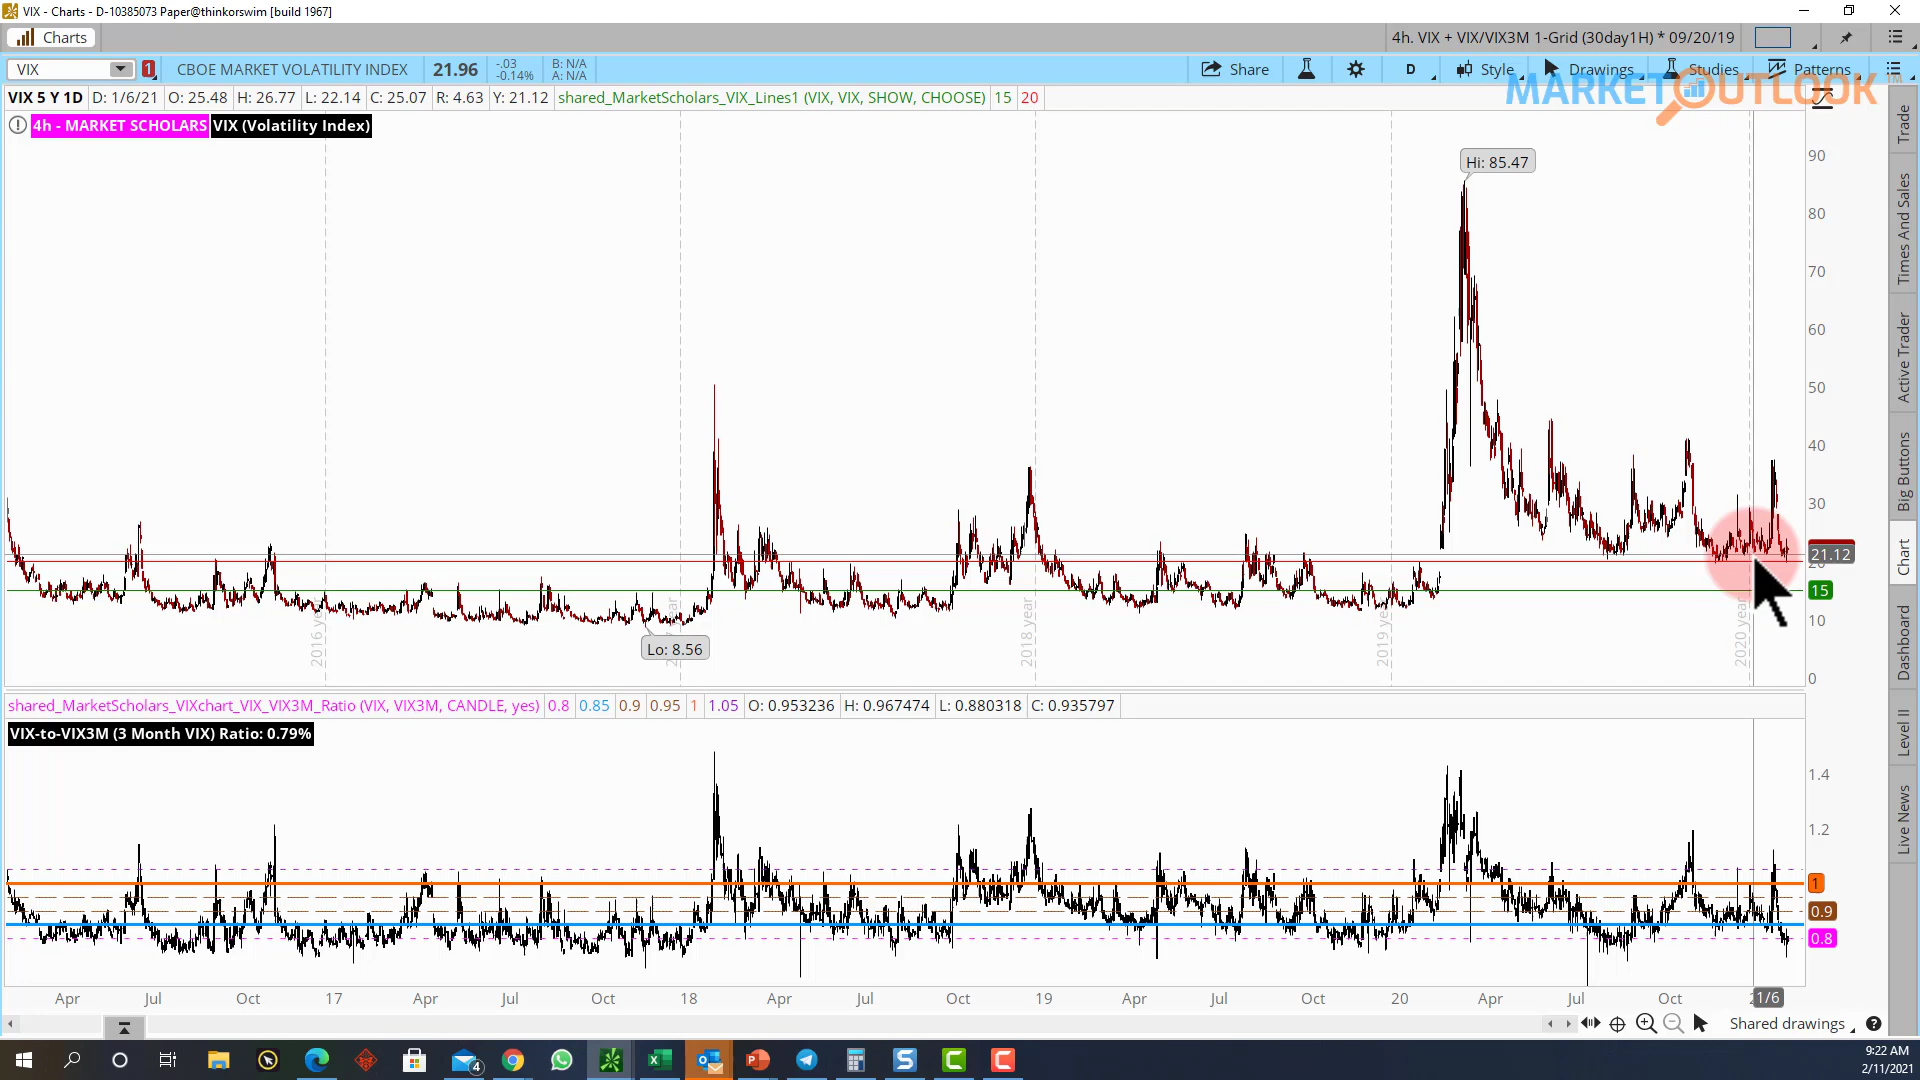 VIX - Charts - D-10385073 Paper@thinkorswim [build 1967]
Charts
4h. VIX + VIX/VIX3M 1-Grid (30day1H) * 09/20/19
VIX
1
CBOE MARKET VOLATILITY INDEX
21.96
-.03
-0.14%
B: N/A
A: N/A
Share
D
Style
Drawings
Studies
Patterns
MARKET OUTLOOK
VIX 5 Y 1D
D: 1/6/21
O: 25.48
H: 26.77
L: 22.14
C: 25.07
R: 4.63
Y: 21.12
shared_MarketScholars_VIX_Lines1 (VIX, VIX, SHOW, CHOOSE)
15
20
4h - MARKET SCHOLARS
VIX (Volatility Index)
Hi: 85.47
Lo: 8.56
90
80
70
60
50
40
30
21.12
20
15
10
0
2016 year
2018 year
2019 year
2020 year
shared_MarketScholars_VIXchart_VIX_VIX3M_Ratio (VIX, VIX3M, CANDLE, yes)
0.8
0.85
0.9
0.95
1
1.05
O: 0.953236
H: 0.967474
L: 0.880318
C: 0.935797
VIX-to-VIX3M (3 Month VIX) Ratio: 0.79%
1.4
1.2
1
0.9
0.8
Apr
Jul
Oct
17
Apr
Jul
Oct
18
Apr
Jul
Oct
19
Apr
Jul
Oct
20
Apr
Jul
Oct
1/6
Shared drawings
Trade
Times And Sales
Active Trader
Big Buttons
Chart
Dashboard
Level II
Live News
4
9:22 AM
2/11/2021